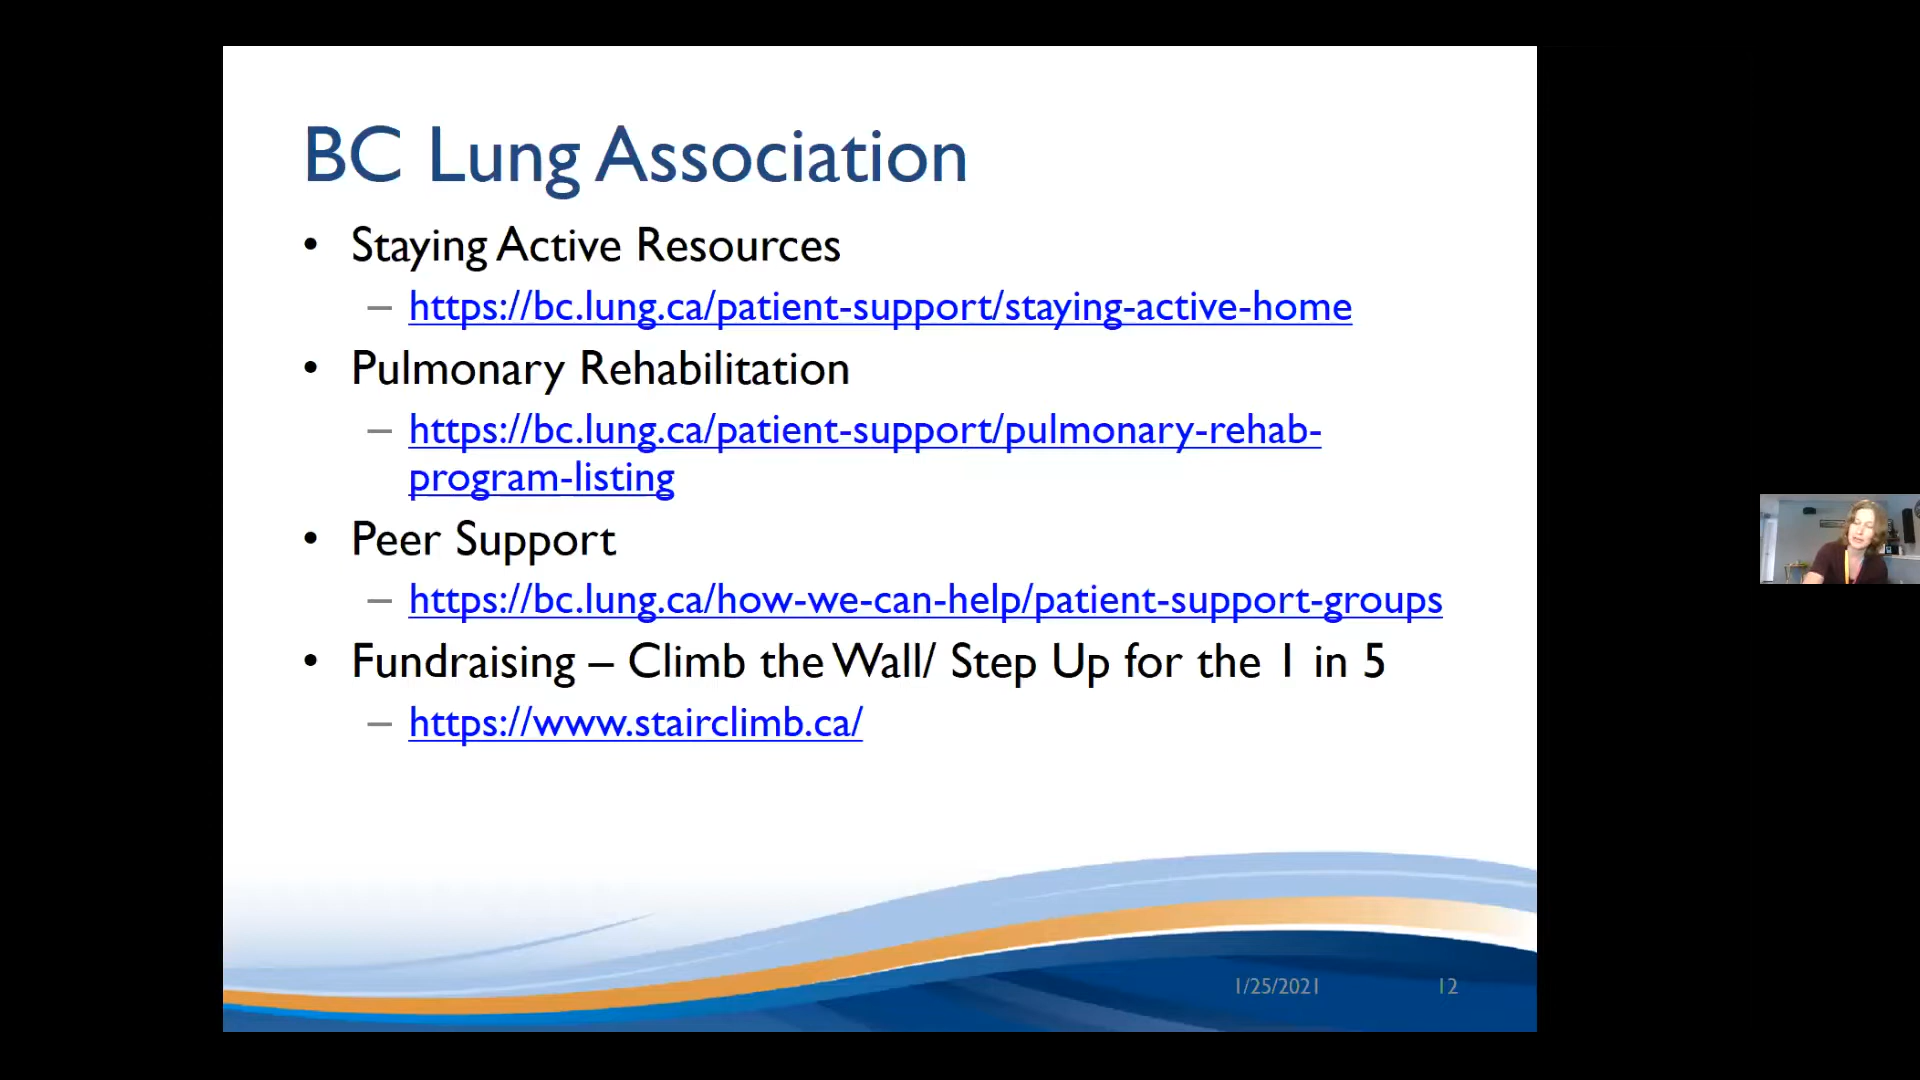 BC Lung Association
• Staying Active Resources
– https://bc.lung.ca/patient-support/staying-active-home
• Pulmonary Rehabilitation
– https://bc.lung.ca/patient-support/pulmonary-rehab-
program-listing
• Peer Support
– https://bc.lung.ca/how-we-can-help/patient-support-groups
• Fundraising – Climb the Wall/ Step Up for the 1 in 5
– https://www.stairclimb.ca/
1/25/2021 12